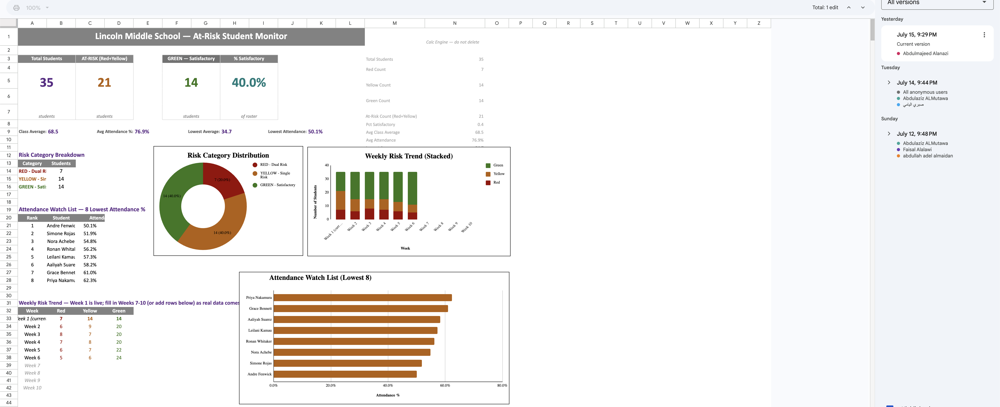 100%
Total: 1 edit
A B C D E F G H I J K L M N O P Q R S T U V W X Y Z
1 Lincoln Middle School — At-Risk Student Monitor
Calc Engine — do not delete
2
3 Total Students AT-RISK (Red+Yellow) GREEN — Satisfactory % Satisfactory Total Students 35
4 Red Count 7
5 35 21 14 40.0% Yellow Count 14
6 Green Count 14
7 students students students of roster At-Risk Count (Red+Yellow) 21
8 Pct Satisfactory 0.4
9 Class Average: 68.5 Avg Attendance %: 76.9% Lowest Average: 34.7 Lowest Attendance: 50.1% Avg Class Average 68.5
10 Avg Attendance 76.9%
11
12 Risk Category Breakdown
13 Category Students
14 RED - Dual Ri 7
15 YELLOW - Sin 14
16 GREEN - Satis 14
17
18
19 Attendance Watch List — 8 Lowest Attendance %
20 Rank Student Attenda
21 1 Andre Fenwic 50.1%
22 2 Simone Rojas 51.9%
23 3 Nora Achebe 54.8%
24 4 Ronan Whital 56.2%
25 5 Leilani Kamau 57.3%
26 6 Aaliyah Suare 58.2%
27 7 Grace Bennet 61.0%
28 8 Priya Nakamu 62.3%
29
30
31 Weekly Risk Trend — Week 1 is live; fill in Weeks 7-10 (or add rows below) as real data comes
32 Week Red Yellow Green
33 eek 1 (curren 7 14 14
34 Week 2 6 9 20
35 Week 3 8 7 20
36 Week 4 7 8 20
37 Week 5 6 7 22
38 Week 6 5 6 24
39 Week 7
40 Week 8
41 Week 9
42 Week 10
43
44
Risk Category Distribution
RED - Dual Risk
YELLOW - Single
Risk
GREEN - Satisfactory
7 (20.0%)
14 (40.0%)
14 (40.0%)
Weekly Risk Trend (Stacked)
Green
Yellow
Red
Number of Students
40
30
20
10
0
Week 1 (curr... Week 2 Week 3 Week 4 Week 5 Week 6 Week 7 Week 8 Week 9 Week 10
Week
Attendance Watch List (Lowest 8)
Priya Nakamura
Grace Bennett
Aaliyah Suarez
Leilani Kamau
Ronan Whitaker
Nora Achebe
Simone Rojas
Andre Fenwick
0.0% 20.0% 40.0% 60.0% 80.0%
Attendance %
All versions
Yesterday
July 15, 9:29 PM
Current version
Abdulmajeed Alanazi
Tuesday
July 14, 9:44 PM
All anonymous users
Abdulaziz ALMutawa
صبري اليامي
Sunday
July 12, 9:48 PM
Abdulaziz ALMutawa
Faisal Alalawi
abdullah adel almaidan